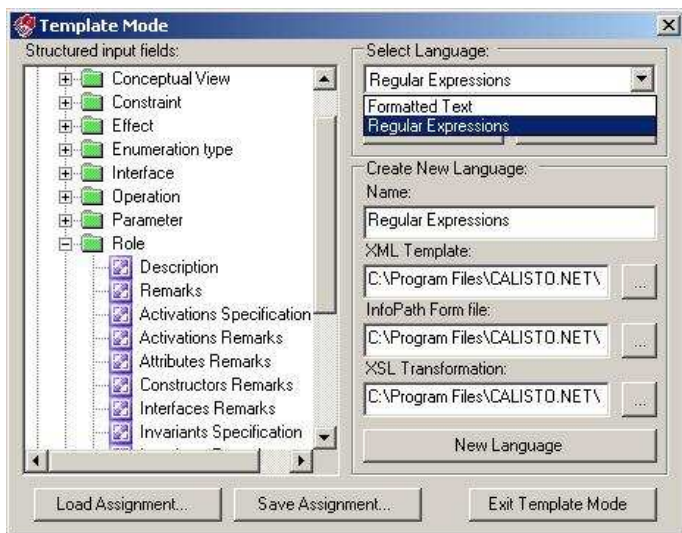 Template Mode
Structured input fields:
Conceptual View
Constraint
Effect
Enumeration type
Interface
Operation
Parameter
Role
Description
Remarks
Activations Specification
Activations Remarks
Attributes Remarks
Constructors Remarks
Interfaces Remarks
Invariants Specification
Select Language:
Regular Expressions
Formatted Text
Regular Expressions
Create New Language:
Name:
Regular Expressions
XML Template:
C:\Program Files\CALISTO.NET\
...
InfoPath Form file:
C:\Program Files\CALISTO.NET\
...
XSL Transformation:
C:\Program Files\CALISTO.NET\
...
New Language
Load Assignment...
Save Assignment...
Exit Template Mode